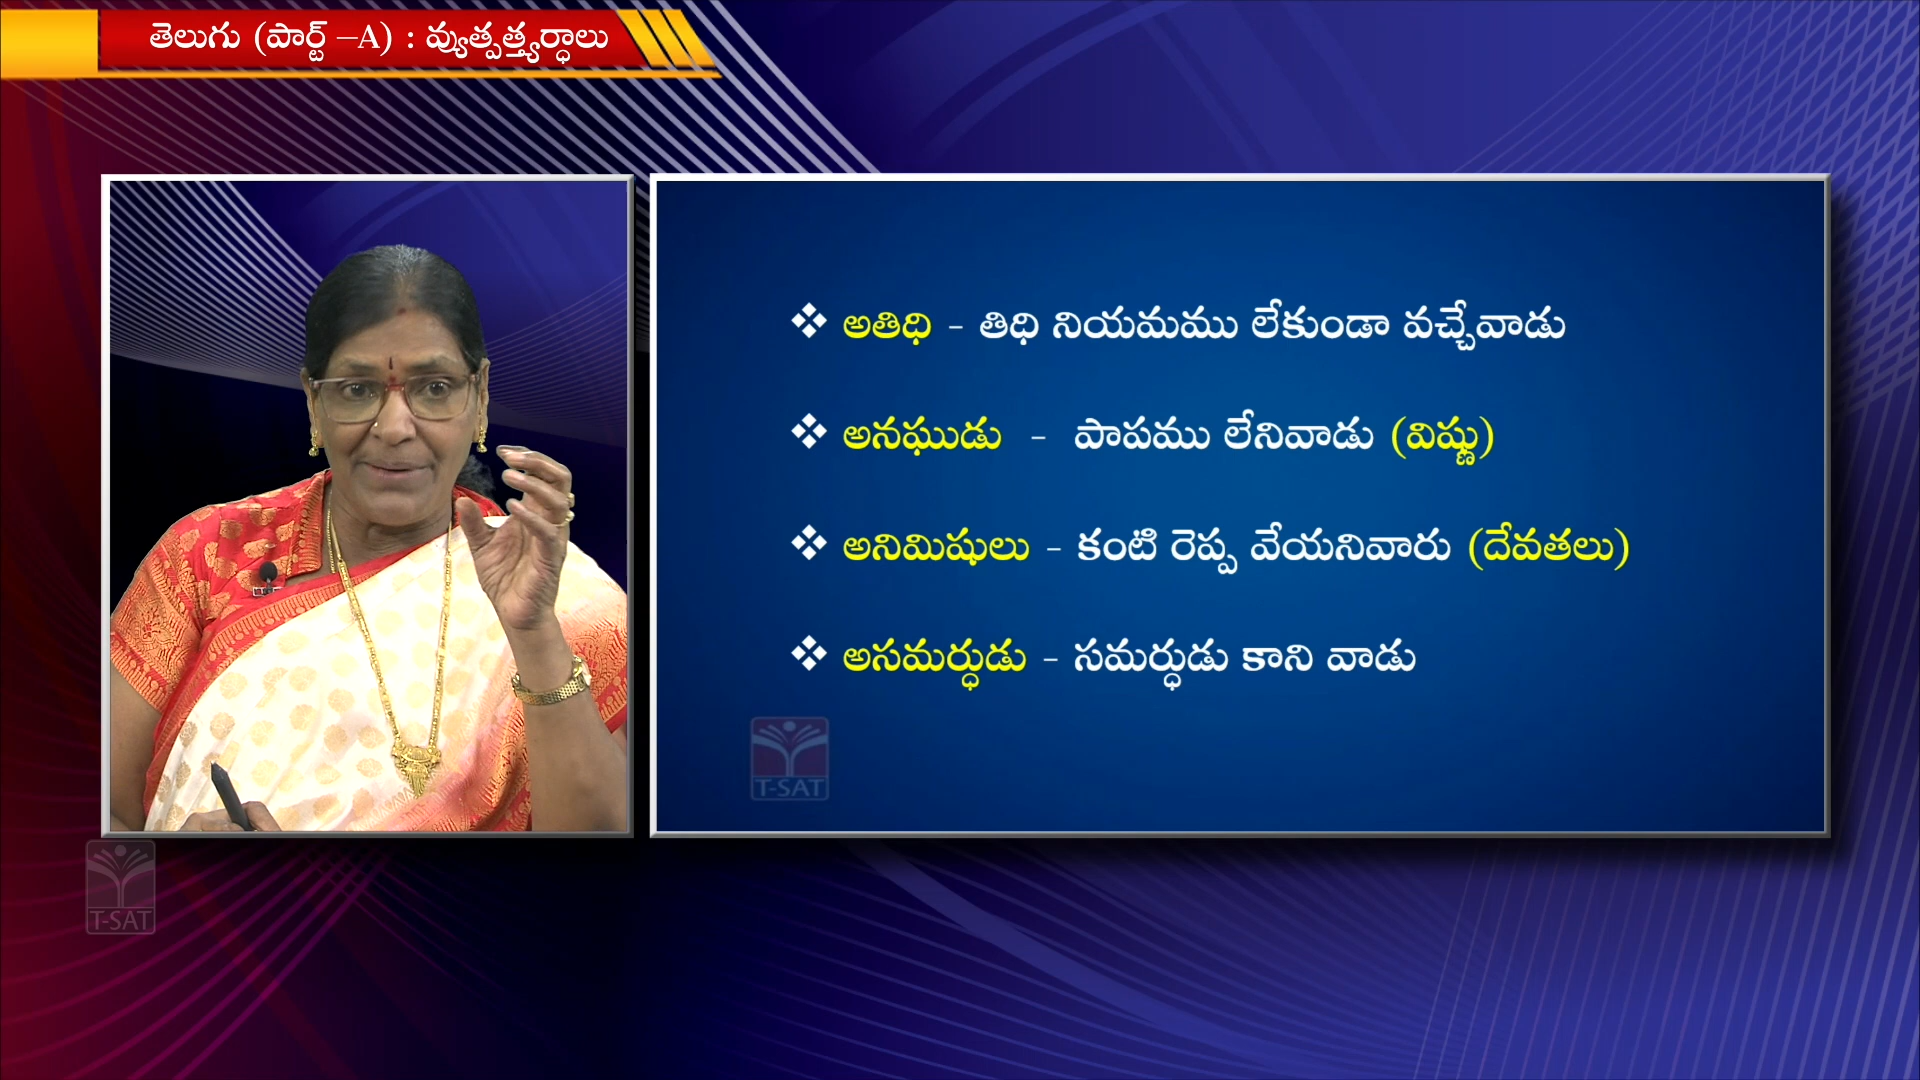 తెలుగు (పార్ట్ –A) : వ్యుత్పత్త్యర్ధాలు
❖ అతిధి - తిధి నియమము లేకుండా వచ్చేవాడు
❖ అనఘుడు - పాపము లేనివాడు (విష్ణు)
❖ అనిమిషులు - కంటి రెప్ప వేయనివారు (దేవతలు)
❖ అసమర్ధుడు - సమర్ధుడు కాని వాడు
T-SAT
T-SAT